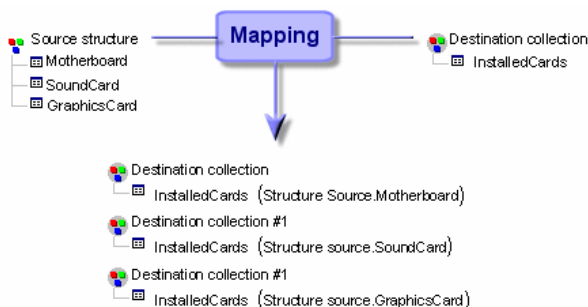 Source structure
Motherboard
SoundCard
GraphicsCard
Mapping
Destination collection
InstalledCards
Destination collection
InstalledCards (Structure Source.Motherboard)
Destination collection #1
InstalledCards (Structure source.SoundCard)
Destination collection #1
InstalledCards (Structure source.GraphicsCard)